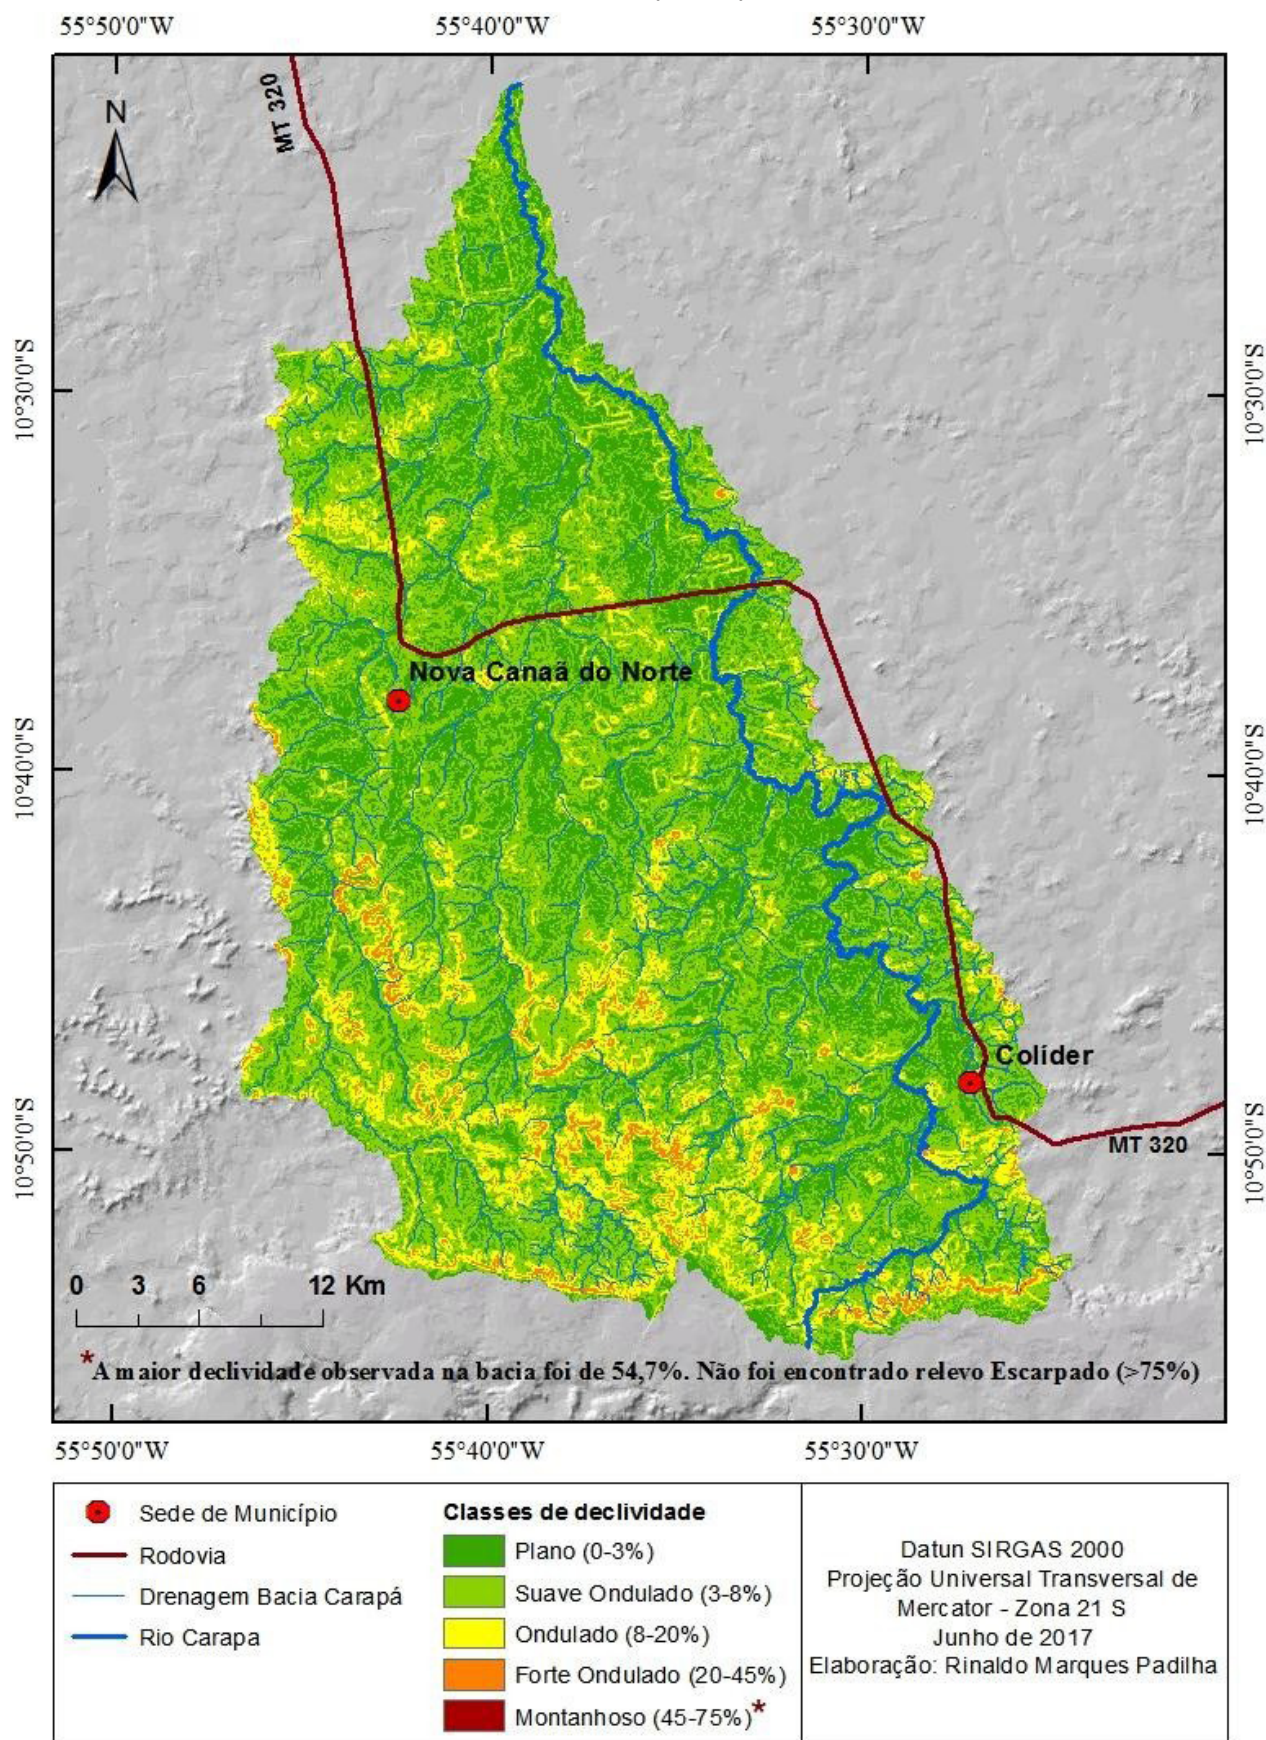 55°50'0"W
55°40'0"W
55°30'0"W
MT 320
N
10°30'0"S
10°30'0"S
Nova Canaã do Norte
10°40'0"S
10°40'0"S
Colíder
10°50'0"S
10°50'0"S
MT 320
0 3 6 12 Km
*A maior declividade observada na bacia foi de 54,7%. Não foi encontrado relevo Escarpado (>75%)
55°50'0"W
55°40'0"W
55°30'0"W
Sede de Município
Rodovia
Drenagem Bacia Carapá
Rio Carapa
Classes de declividade
Plano (0-3%)
Suave Ondulado (3-8%)
Ondulado (8-20%)
Forte Ondulado (20-45%)
Montanhoso (45-75%)*
Datun SIRGAS 2000
Projeção Universal Transversal de
Mercator - Zona 21 S
Junho de 2017
Elaboração: Rinaldo Marques Padilha